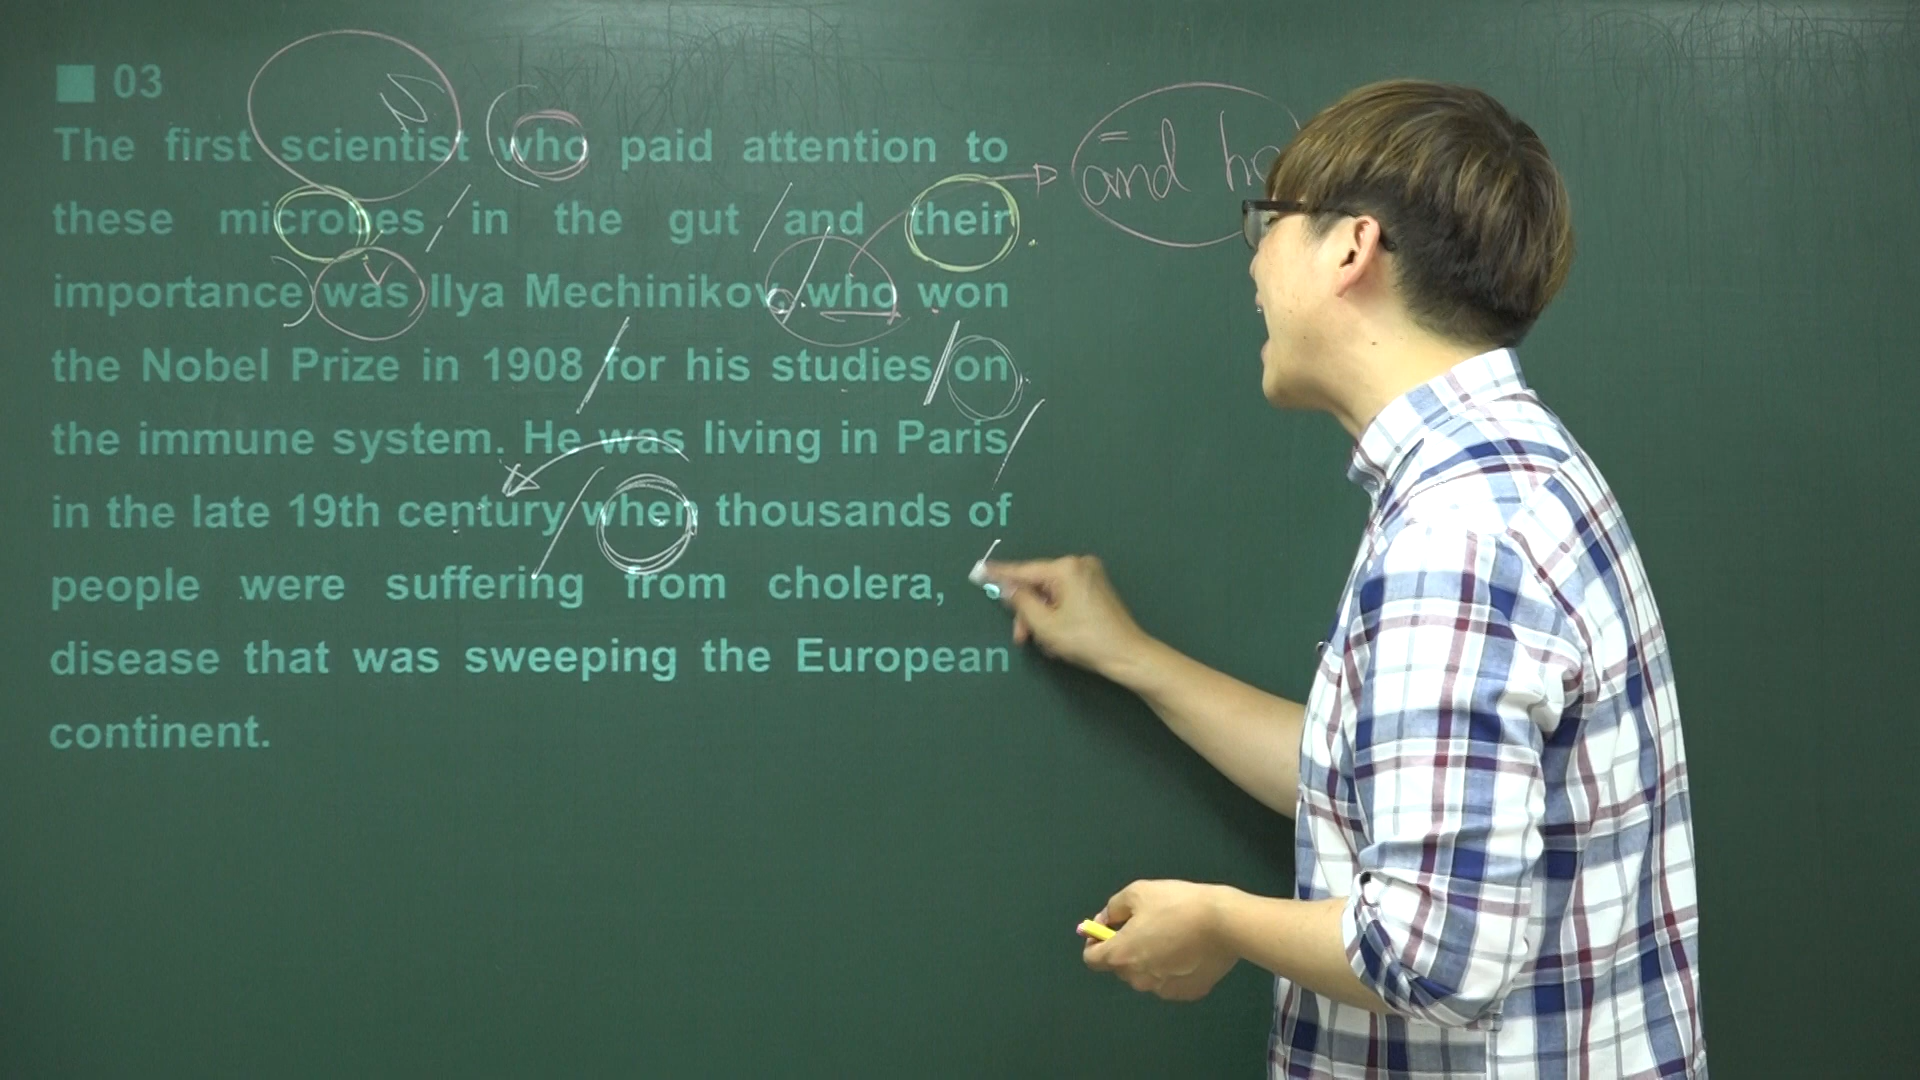 ■ 03
The first scientist who paid attention to
these microbes in the gut and their
importance was Ilya Mechinikov, who won
the Nobel Prize in 1908 for his studies on
the immune system. He was living in Paris
in the late 19th century when thousands of
people were suffering from cholera,
disease that was sweeping the European
continent.
N
V
and